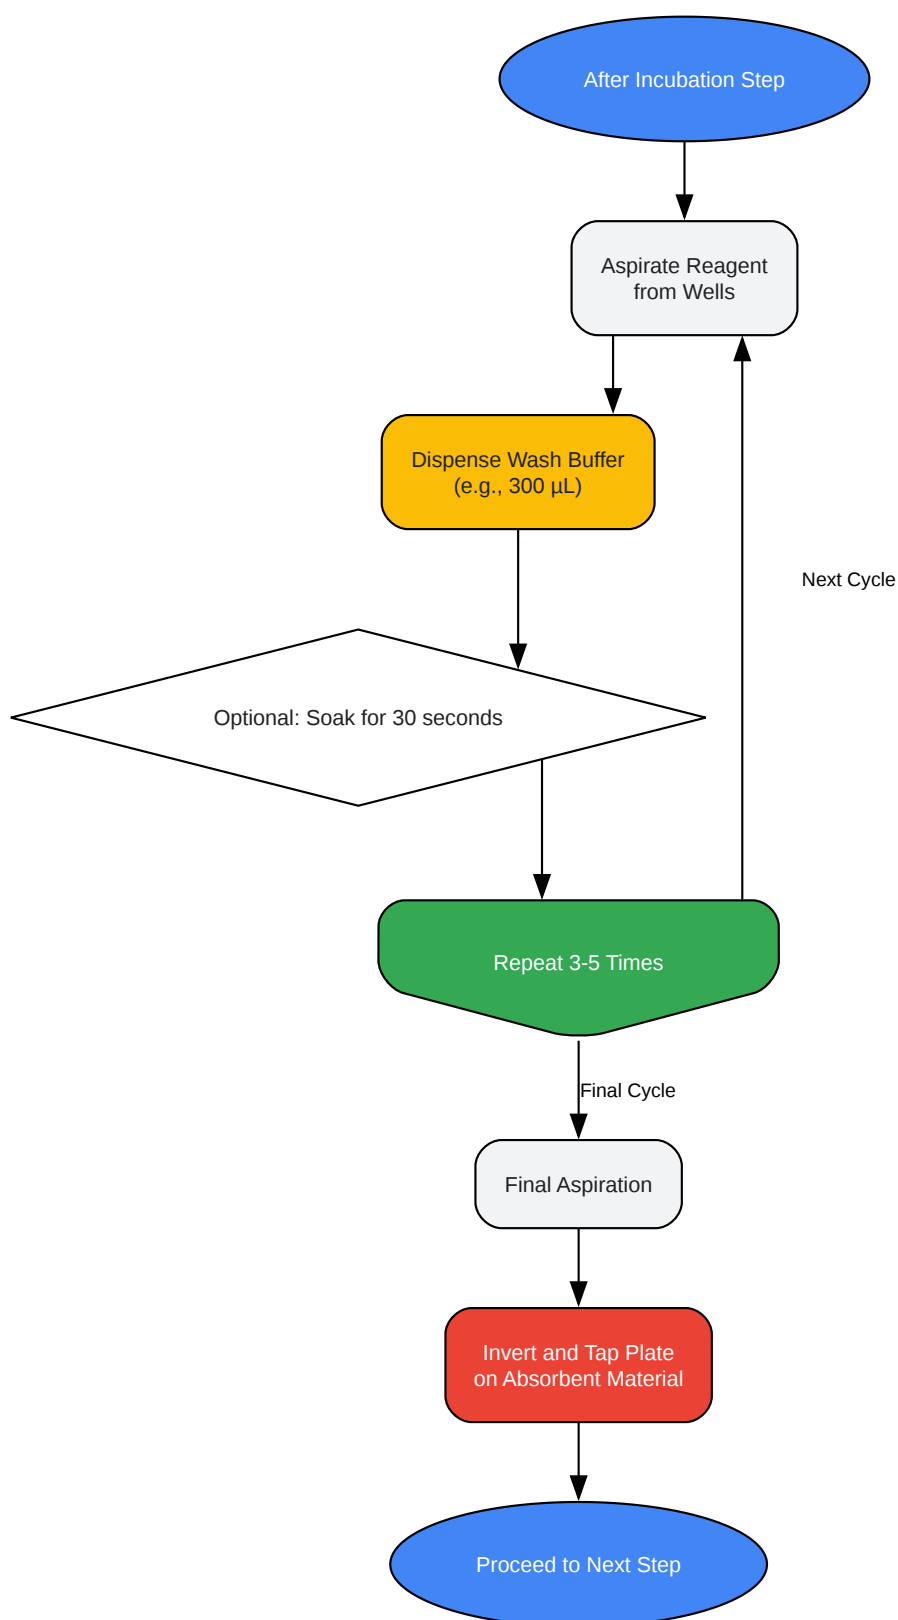 After Incubation Step
Aspirate Reagent
from Wells
Dispense Wash Buffer
(e.g., 300 µL)
Next Cycle
Optional: Soak for 30 seconds
Repeat 3-5 Times
Final Cycle
Final Aspiration
Invert and Tap Plate
on Absorbent Material
Proceed to Next Step